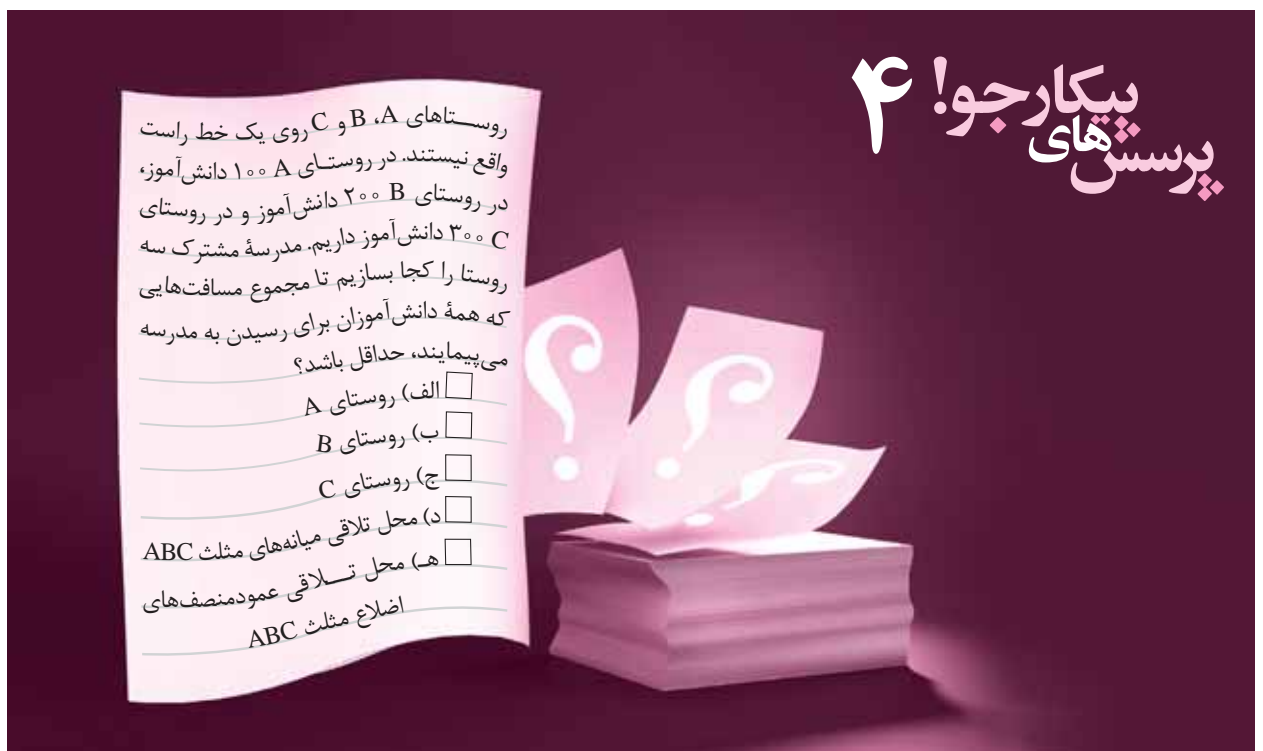 پرسش‌های
پیکارجو! ۴
روستاهای A، B و C روی یک خط راست
واقع نیستند. در روستای A ۱۰۰ دانش‌آموز،
در روستای B ۲۰۰ دانش‌آموز و در روستای
C ۳۰۰ دانش‌آموز داریم. مدرسهٔ مشترک سه
روستا را کجا بسازیم تا مجموع مسافت‌هایی
که همهٔ دانش‌آموزان برای رسیدن به مدرسه
می‌پیمایند، حداقل باشد؟
الف) روستای A
ب) روستای B
ج) روستای C
د) محل تلاقی میانه‌های مثلث ABC
هـ) محل تـــلاقی عمودمنصف‌های
اضلاع مثلث ABC
؟
؟
؟